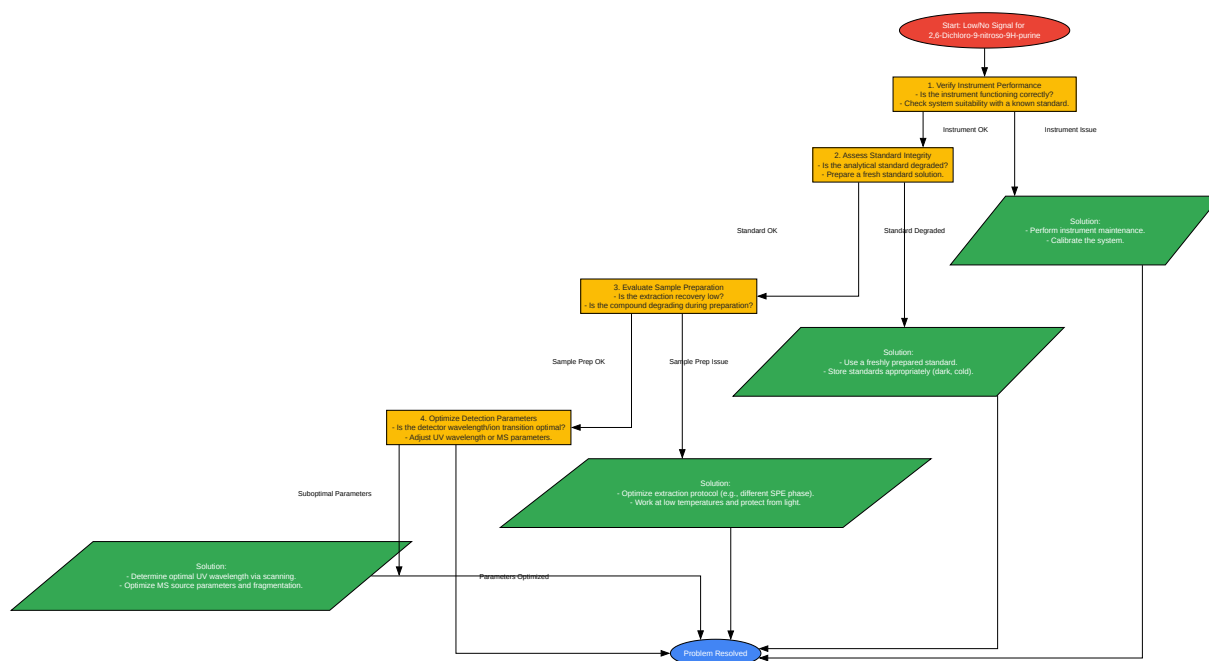 Start: Low/No Signal for
2,6-Dichloro-9-nitroso-9H-purine
1. Verify Instrument Performance
- Is the instrument functioning correctly?
- Check system suitability with a known standard.
Instrument OK
Instrument Issue
2. Assess Standard Integrity
- Is the analytical standard degraded?
- Prepare a fresh standard solution.
Solution:
- Perform instrument maintenance.
- Calibrate the system.
Standard OK
Standard Degraded
3. Evaluate Sample Preparation
- Is the extraction recovery low?
- Is the compound degrading during preparation?
Solution:
- Use a freshly prepared standard.
- Store standards appropriately (dark, cold).
Sample Prep OK
Sample Prep Issue
4. Optimize Detection Parameters
- Is the detector wavelength/ion transition optimal?
- Adjust UV wavelength or MS parameters.
Solution:
- Optimize extraction protocol (e.g., different SPE phase).
- Work at low temperatures and protect from light.
Suboptimal Parameters
Solution:
- Determine optimal UV wavelength via scanning.
- Optimize MS source parameters and fragmentation.
Parameters Optimized
Problem Resolved